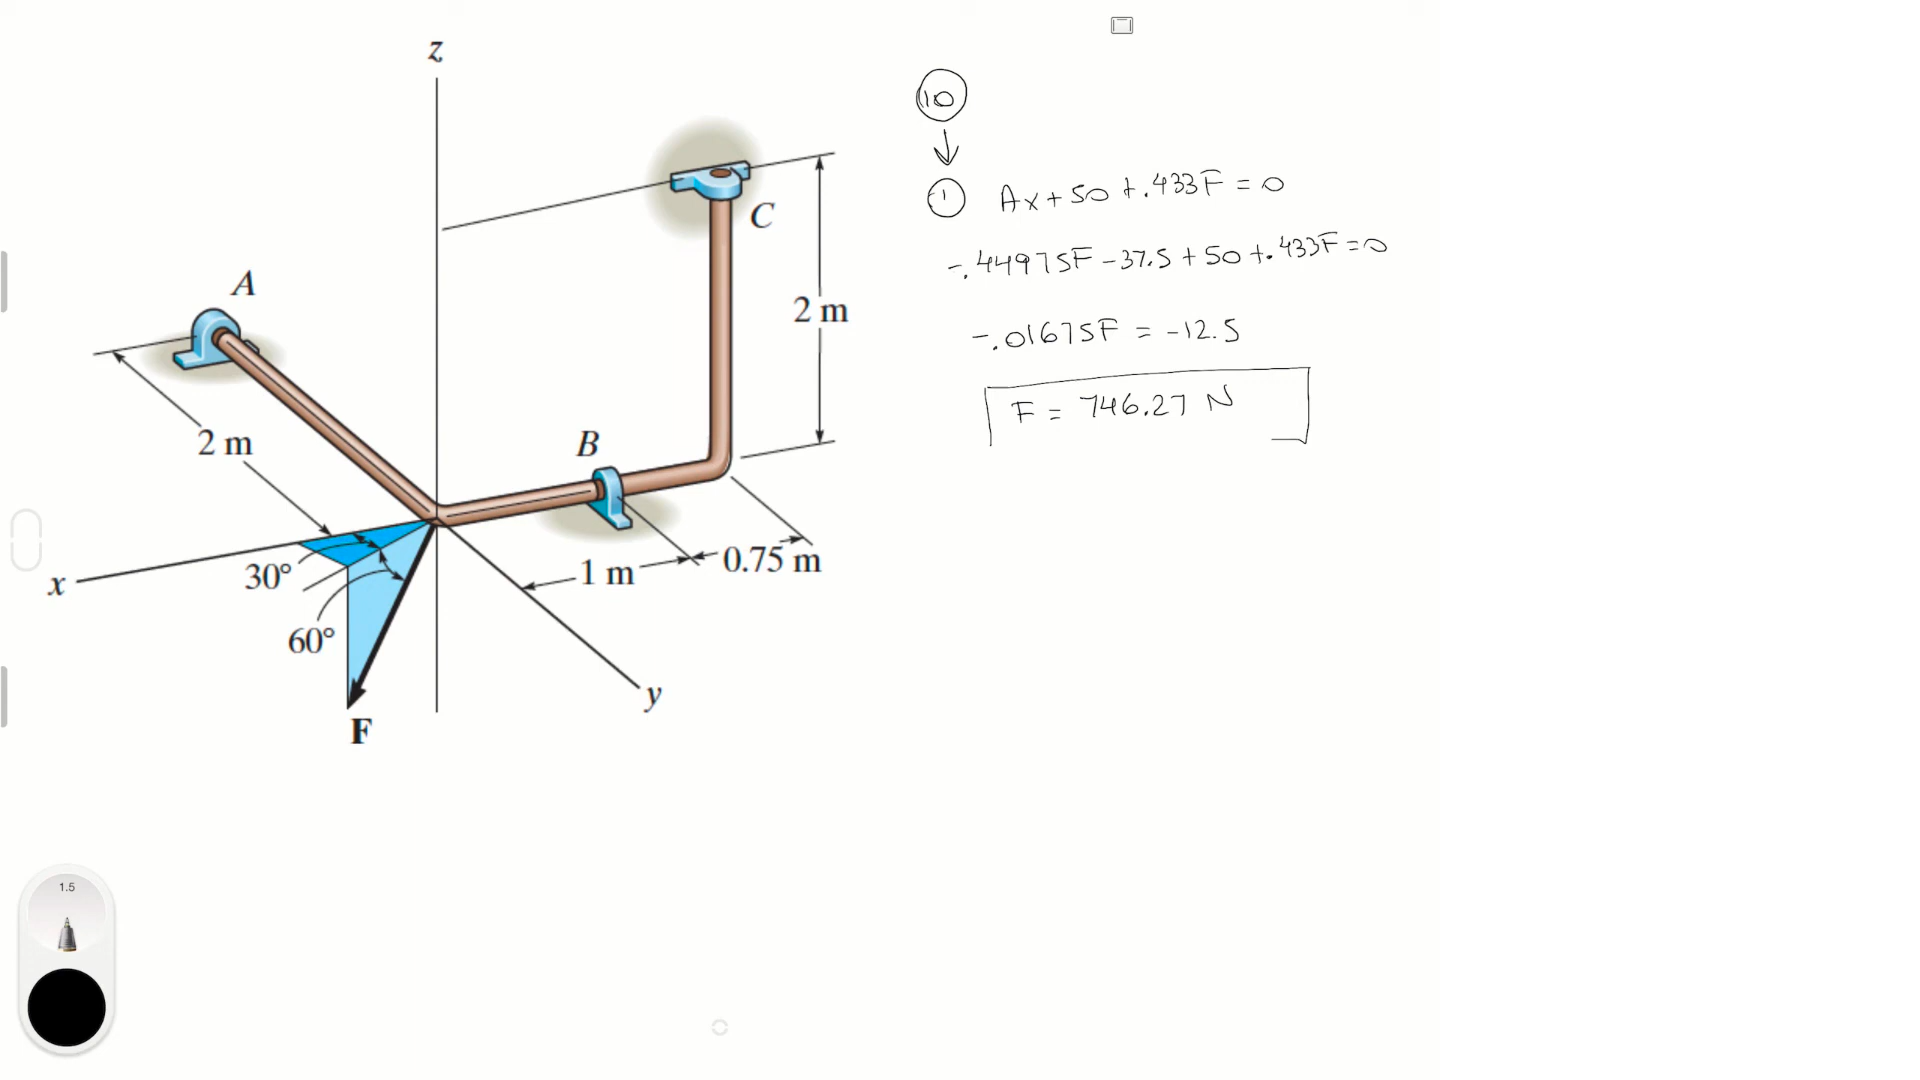 z
C
2 m
A
2 m
B
0.75 m
1 m
30°
x
60°
y
F
10
1 Ax + 50 + .433F = 0
-.44975F - 37.5 + 50 + .433F = 0
-.01675F = -12.5
F = 746.27 N
1.5